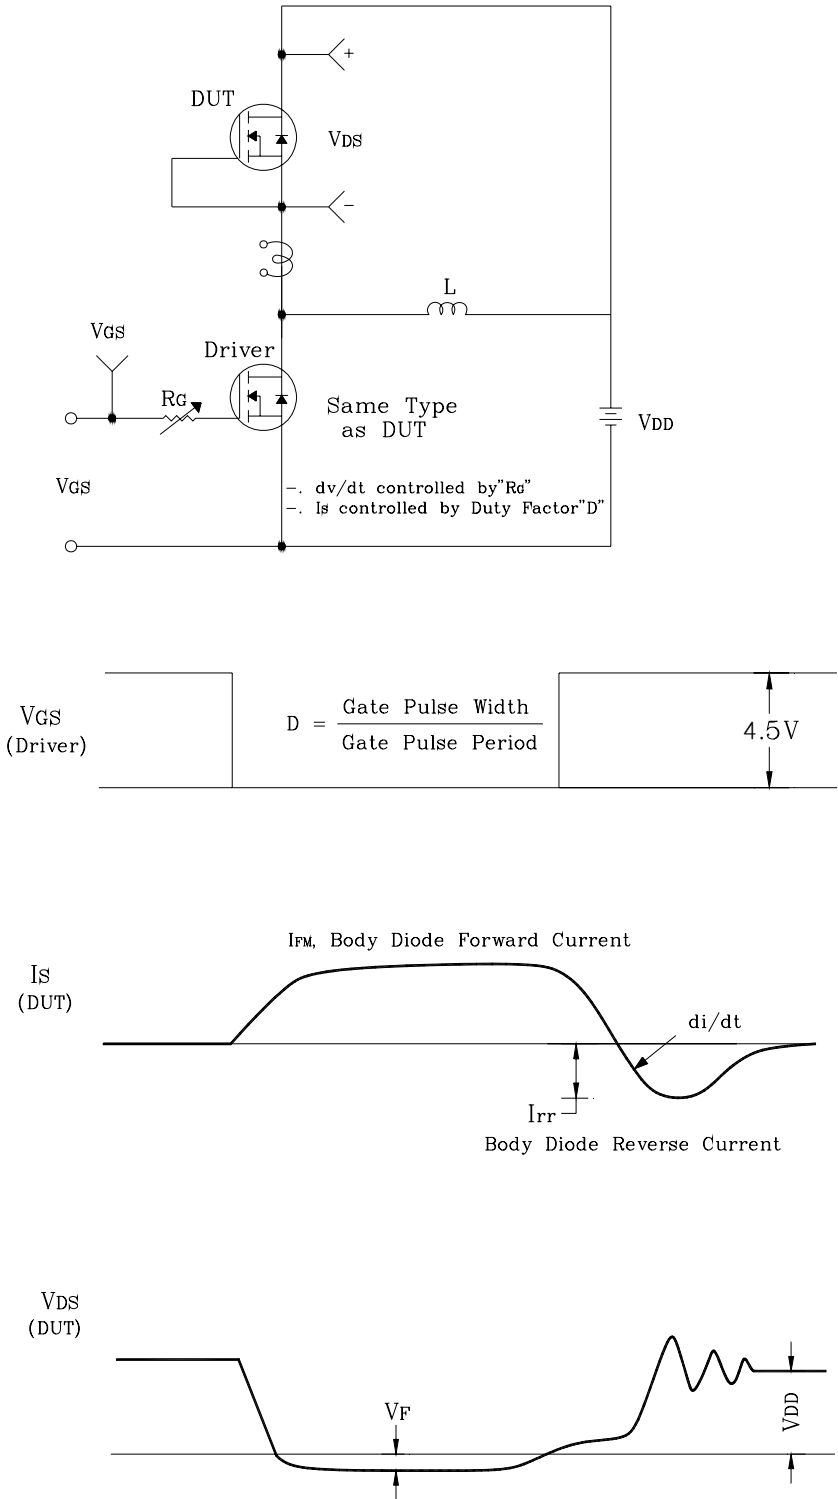 +
DUT
VDS
-
L
VGS
Driver
RG
Same Type
as DUT
VDD
VGS
-. dv/dt controlled by"RG"
-. Is controlled by Duty Factor"D"
VGS
(Driver)
D = Gate Pulse Width
Gate Pulse Period
4.5V
IFM, Body Diode Forward Current
IS
(DUT)
di/dt
Irr
Body Diode Reverse Current
VDS
(DUT)
VF
VDD